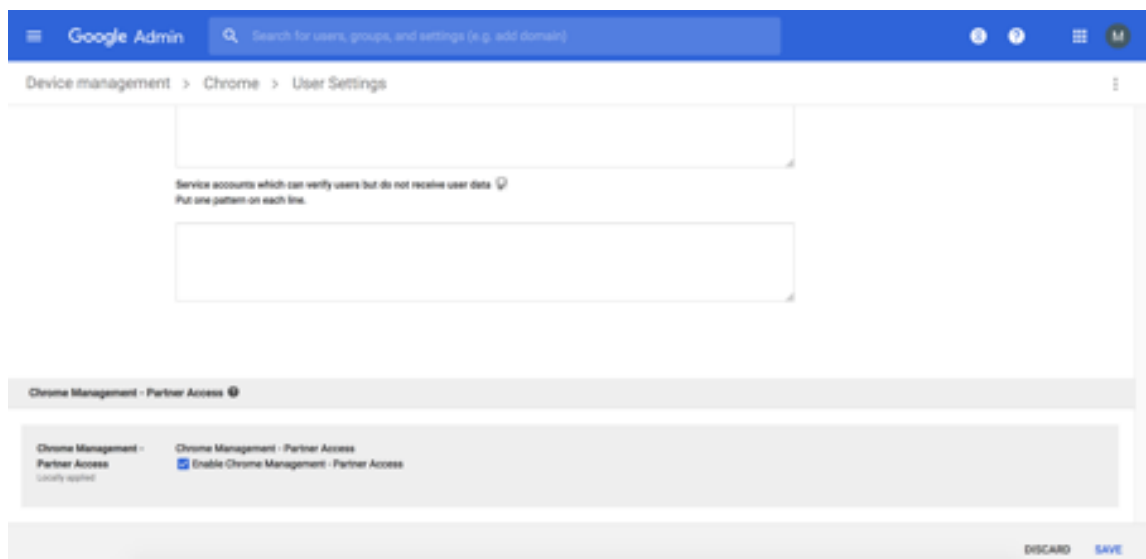 Google Admin
Search for users, groups, and settings (e.g. add domain)
M
Device management > Chrome > User Settings
Service accounts which can verify users but do not receive user data
Put one pattern on each line.
Chrome Management - Partner Access
Chrome Management - Partner Access
Locally applied
Chrome Management - Partner Access
Enable Chrome Management - Partner Access
DISCARD SAVE